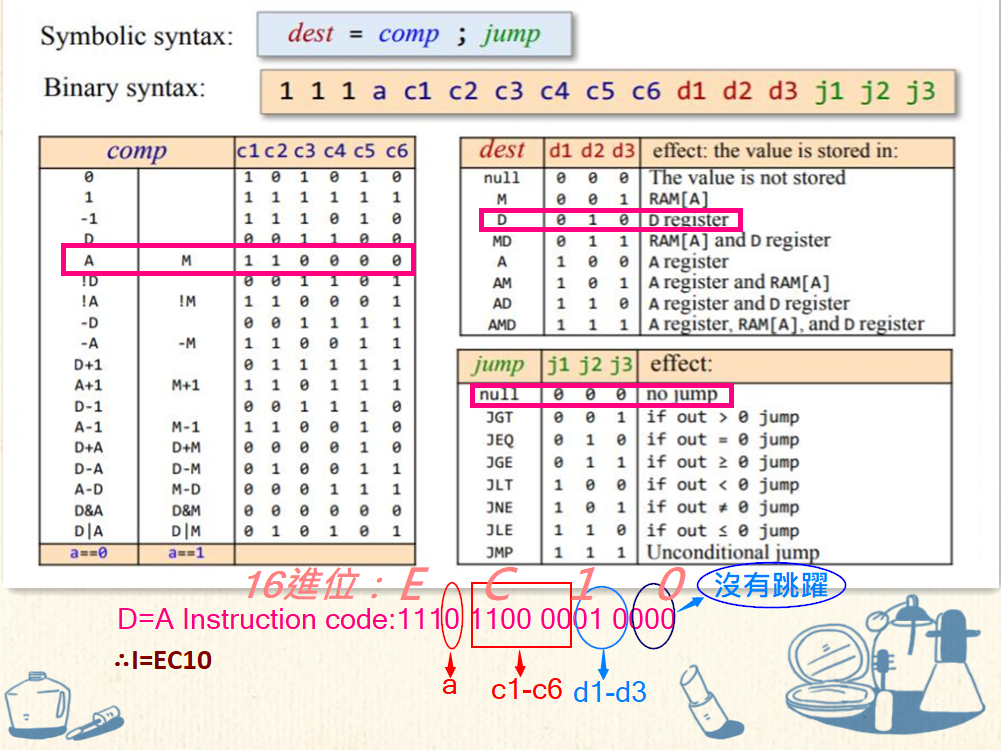 Symbolic syntax: dest = comp ; jump
Binary syntax: 1 1 1 a c1 c2 c3 c4 c5 c6 d1 d2 d3 j1 j2 j3
comp c1 c2 c3 c4 c5 c6
0 1 0 1 0 1 0
1 1 1 1 1 1 1
-1 1 1 1 0 1 0
D 0 0 1 1 0 0
A M 1 1 0 0 0 0
!D 0 0 1 1 0 1
!A !M 1 1 0 0 0 1
-D 0 0 1 1 1 1
-A -M 1 1 0 0 1 1
D+1 0 1 1 1 1 1
A+1 M+1 1 1 0 1 1 1
D-1 0 0 1 1 1 0
A-1 M-1 1 1 0 0 1 0
D+A D+M 0 0 0 0 1 0
D-A D-M 0 1 0 0 1 1
A-D M-D 0 0 0 1 1 1
D&A D&M 0 0 0 0 0 0
D|A D|M 0 1 0 1 0 1
a==0 a==1
dest d1 d2 d3 effect: the value is stored in:
null 0 0 0 The value is not stored
M 0 0 1 RAM[A]
D 0 1 0 D register
MD 0 1 1 RAM[A] and D register
A 1 0 0 A register
AM 1 0 1 A register and RAM[A]
AD 1 1 0 A register and D register
AMD 1 1 1 A register, RAM[A], and D register
jump j1 j2 j3 effect:
null 0 0 0 no jump
JGT 0 0 1 if out > 0 jump
JEQ 0 1 0 if out = 0 jump
JGE 0 1 1 if out ≥ 0 jump
JLT 1 0 0 if out < 0 jump
JNE 1 0 1 if out ≠ 0 jump
JLE 1 1 0 if out ≤ 0 jump
JMP 1 1 1 Unconditional jump
16進位：E C 1 0
沒有跳躍
D=A Instruction code:1110 1100 0001 0000
∴I=EC10
a c1-c6 d1-d3